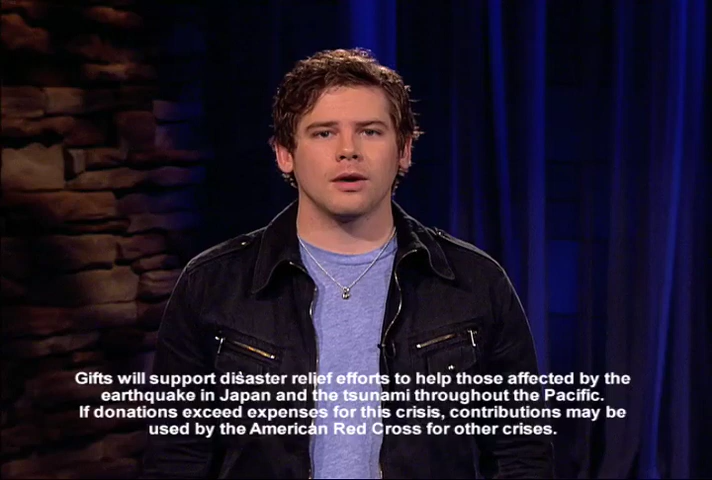 Gifts will support disaster relief efforts to help those affected by the
earthquake in Japan and the tsunami throughout the Pacific.
If donations exceed expenses for this crisis, contributions may be
used by the American Red Cross for other crises.